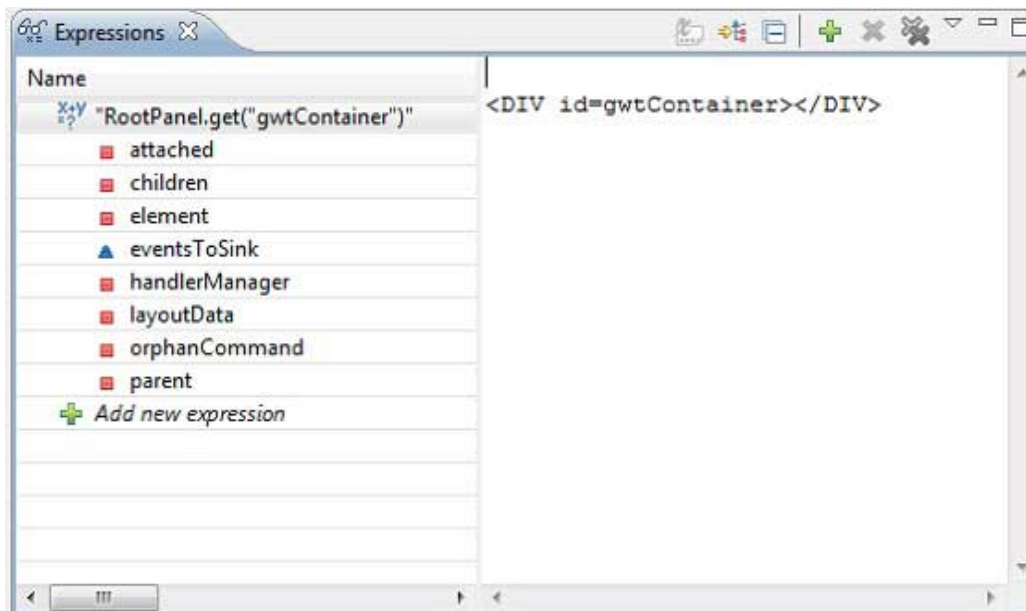 Expressions
Name
"RootPanel.get("gwtContainer")"
attached
children
element
eventsToSink
handlerManager
layoutData
orphanCommand
parent
Add new expression
<DIV id=gwtContainer></DIV>